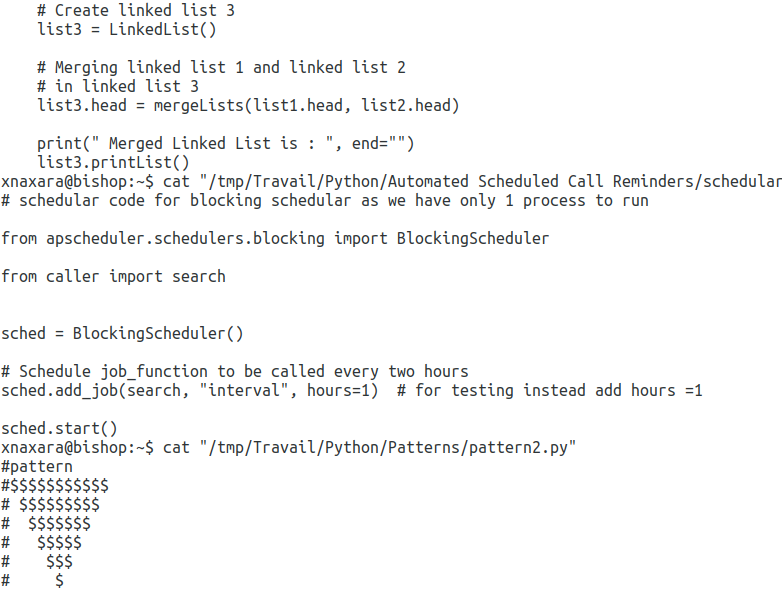 # Create linked list 3
    list3 = LinkedList()

    # Merging linked list 1 and linked list 2
    # in linked list 3
    list3.head = mergeLists(list1.head, list2.head)

    print(" Merged Linked List is : ", end="")
    list3.printList()
xnaxara@bishop:~$ cat "/tmp/Travail/Python/Automated Scheduled Call Reminders/schedular
# schedular code for blocking schedular as we have only 1 process to run

from apscheduler.schedulers.blocking import BlockingScheduler

from caller import search


sched = BlockingScheduler()

# Schedule job_function to be called every two hours
sched.add_job(search, "interval", hours=1)  # for testing instead add hours =1

sched.start()
xnaxara@bishop:~$ cat "/tmp/Travail/Python/Patterns/pattern2.py"
#pattern
#$$$$$$$$$$$
# $$$$$$$$$
#  $$$$$$$
#   $$$$$
#    $$$
#     $